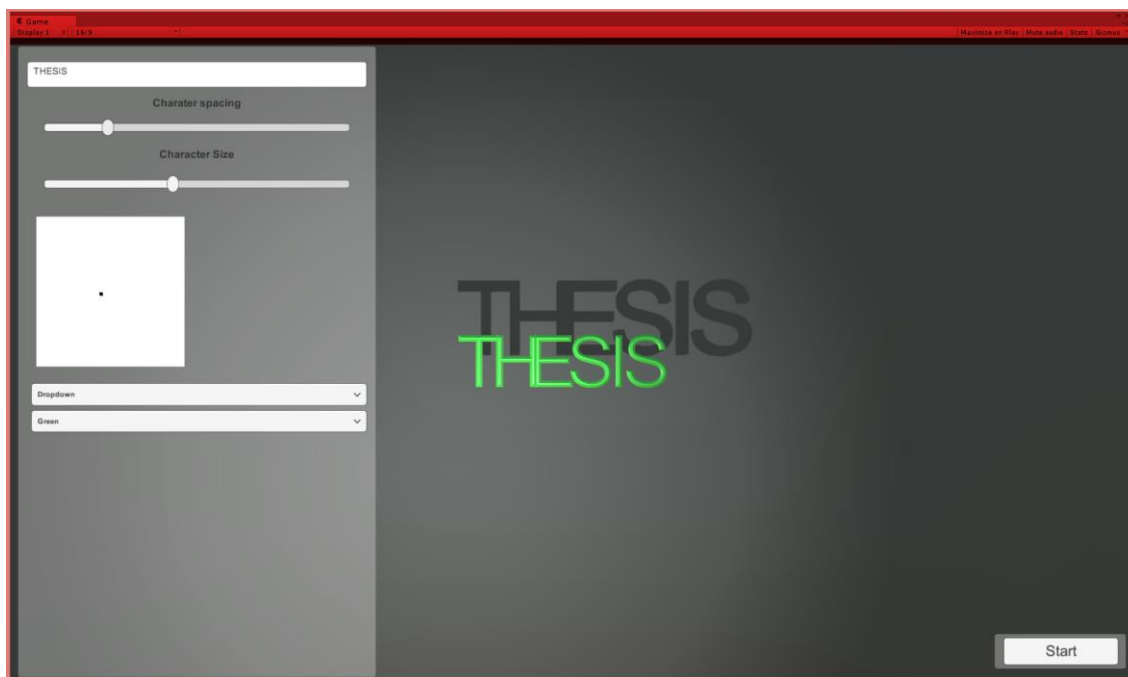 Game
Display 1 16:9 Maximize on Play Mute audio Stats Gizmos
THESIS
Charater spacing
Character Size
THESIS
THESIS
Dropdown
Green
Start